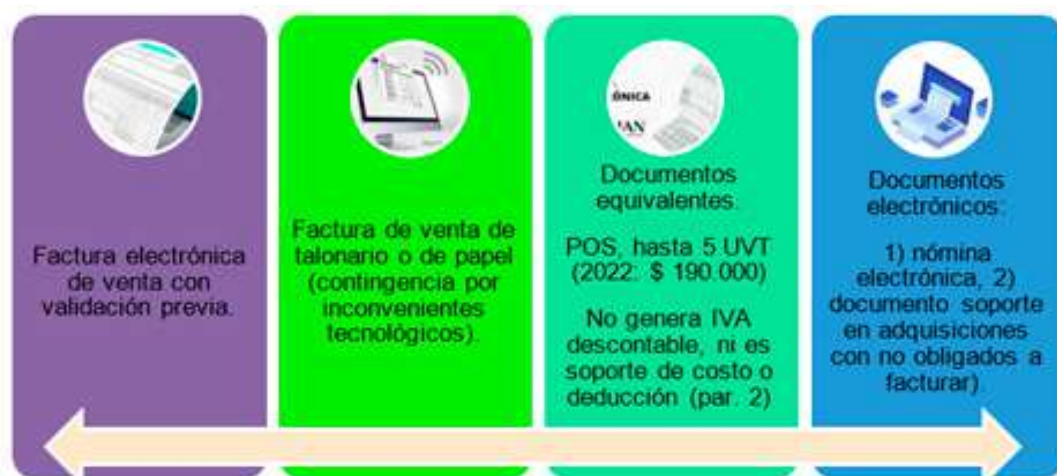 Factura electrónica
de venta con
validación previa.
Factura de venta de
talonario o de papel
(contingencia por
inconvenientes
tecnológicos).
ÓNICA
IAN
Documentos
equivalentes.
POS, hasta 5 UVT
(2022: $ 190.000)
No genera IVA
descontable, ni es
soporte de costo o
deducción (par. 2)
Documentos
electrónicos:
1) nómina
electrónica, 2)
documento soporte
en adquisiciones
con no obligados a
facturar).